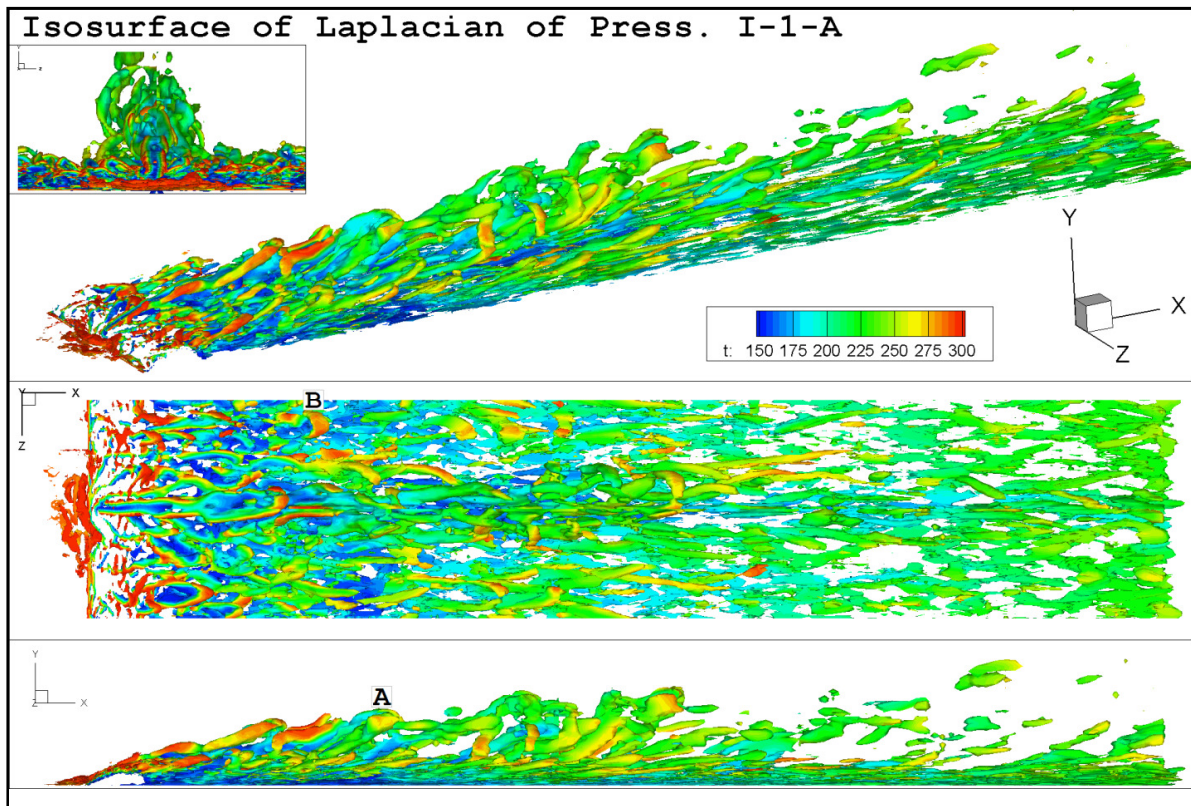 Isosurface of Laplacian of Press. I-1-A
Y
Z
Y
X
Z
t: 150 175 200 225 250 275 300
Y X
Z
B
Y
Z X
A